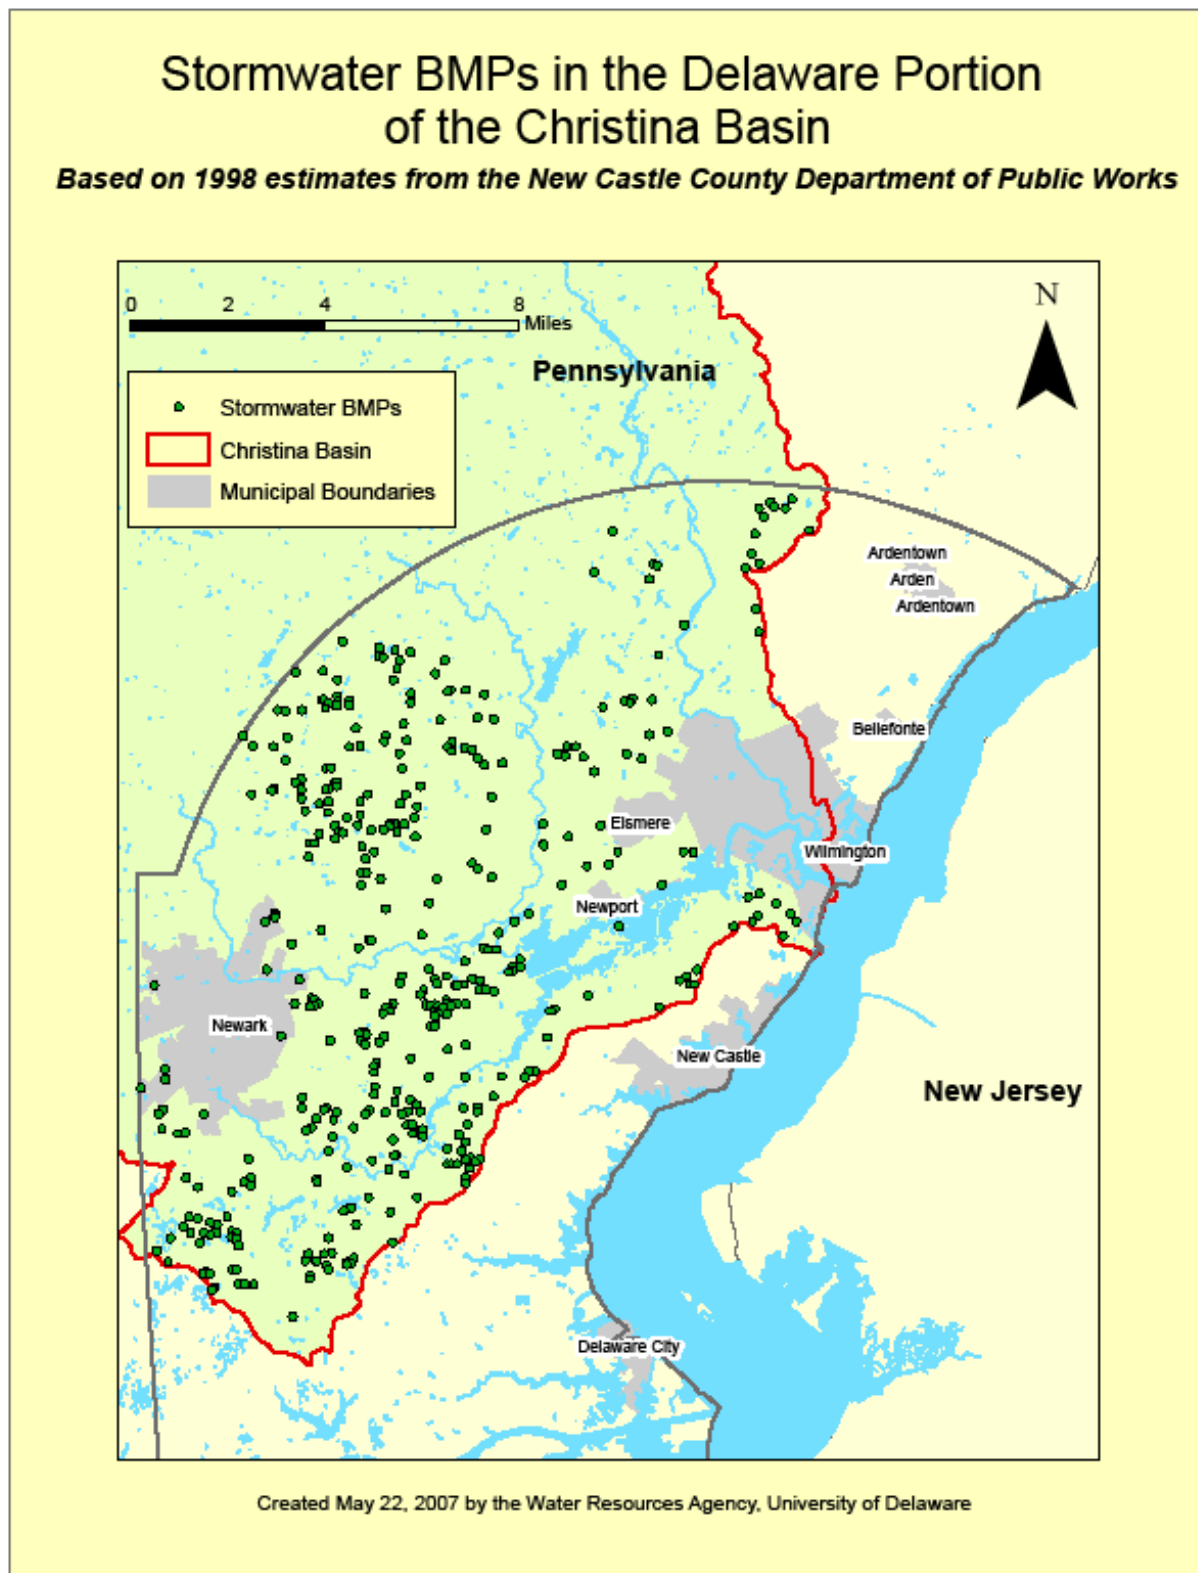 Stormwater BMPs in the Delaware Portion
of the Christina Basin
Based on 1998 estimates from the New Castle County Department of Public Works
0 2 4 8
Miles
N
Pennsylvania
Stormwater BMPs
Christina Basin
Municipal Boundaries
Ardentown
Arden
Ardentown
Bellefonte
Elsmere
Wilmington
Newport
Newark
New Castle
New Jersey
Delaware City
Created May 22, 2007 by the Water Resources Agency, University of Delaware